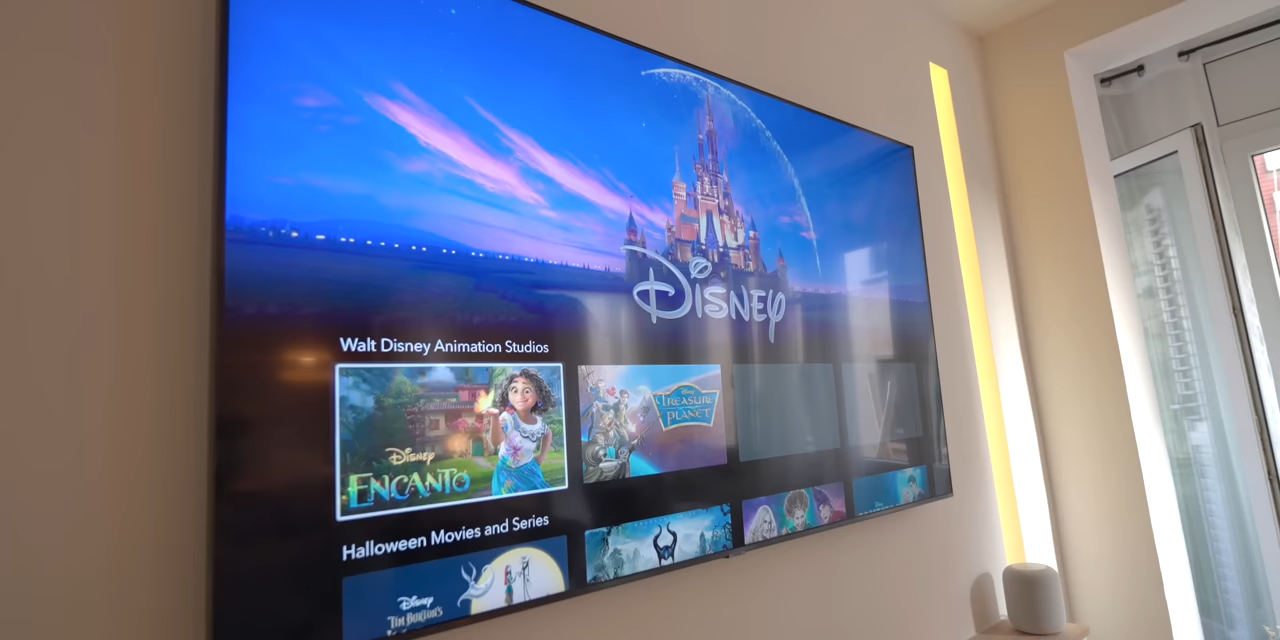 Disney
Walt Disney Animation Studios
Disney
ENCANTO
Disney
TREASURE
PLANET
Halloween Movies and Series
Disney
TIM BURTON'S